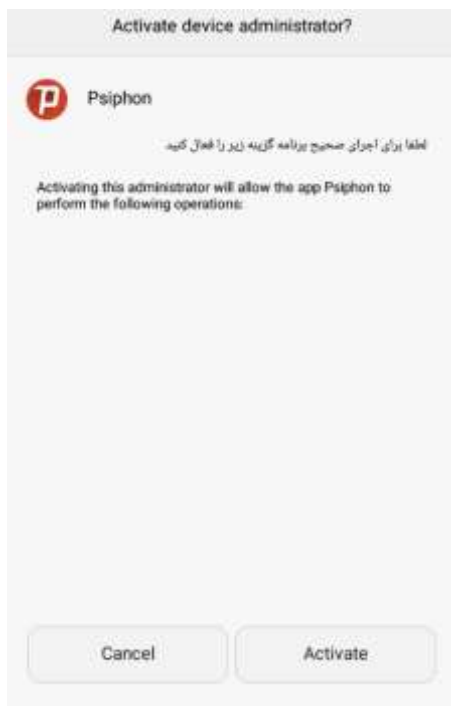 Activate device administrator?
Psiphon
لطفا برای اجرای صحیح برنامه گزینه زیر را فعال کنید
Activating this administrator will allow the app Psiphon to
perform the following operations:
Cancel
Activate